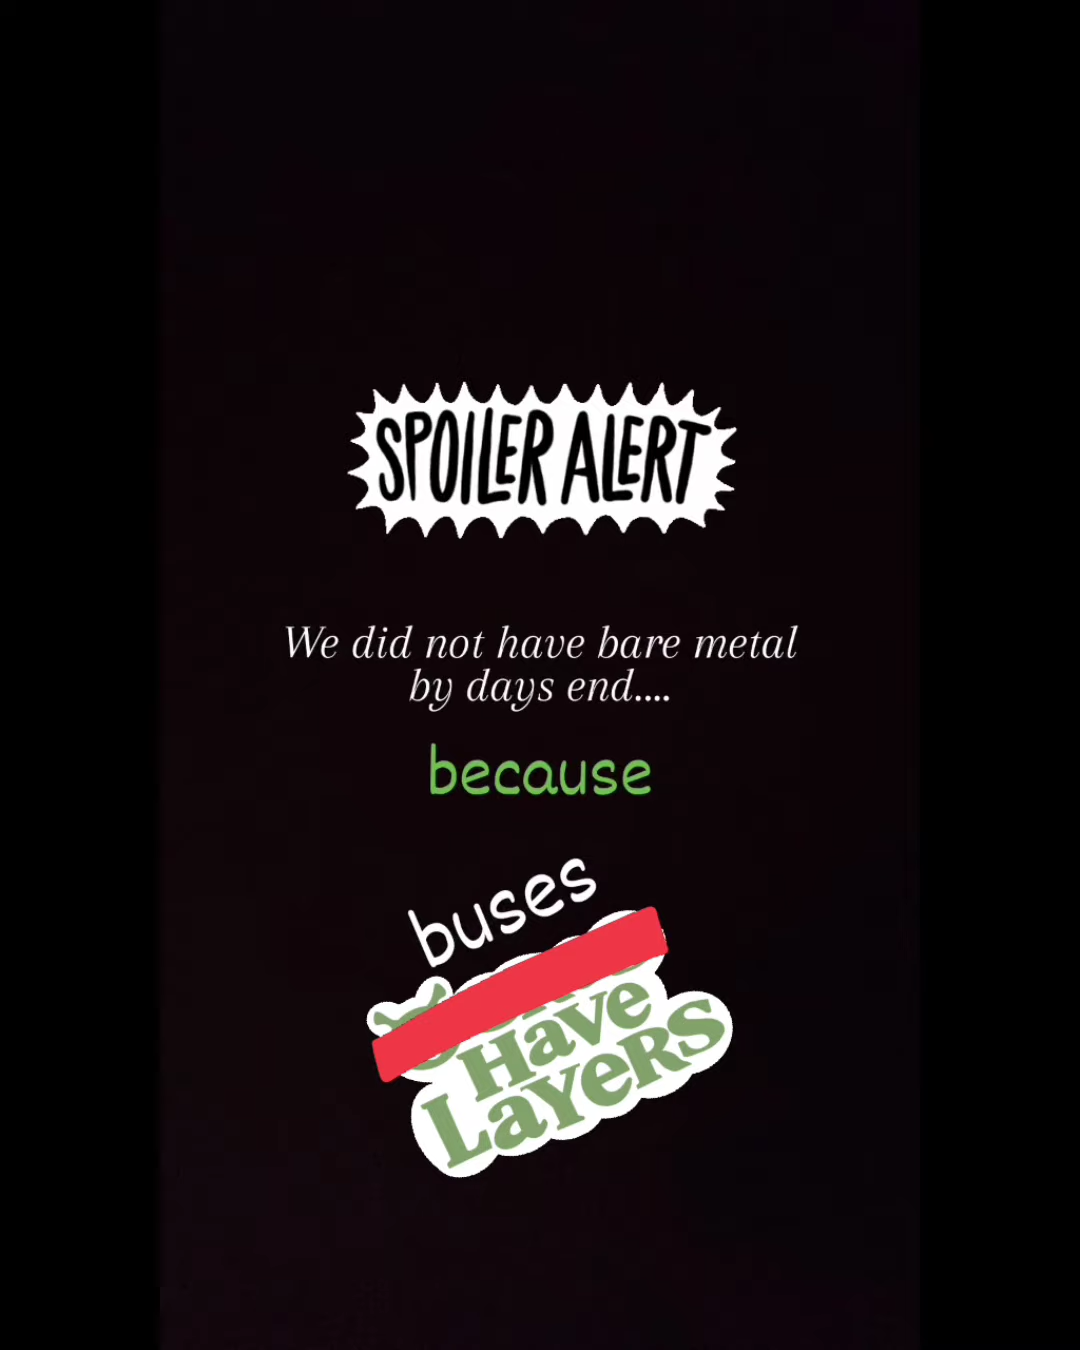 SPOILER ALERT
We did not have bare metal
by days end....
because
buses
Have
LaYeRS